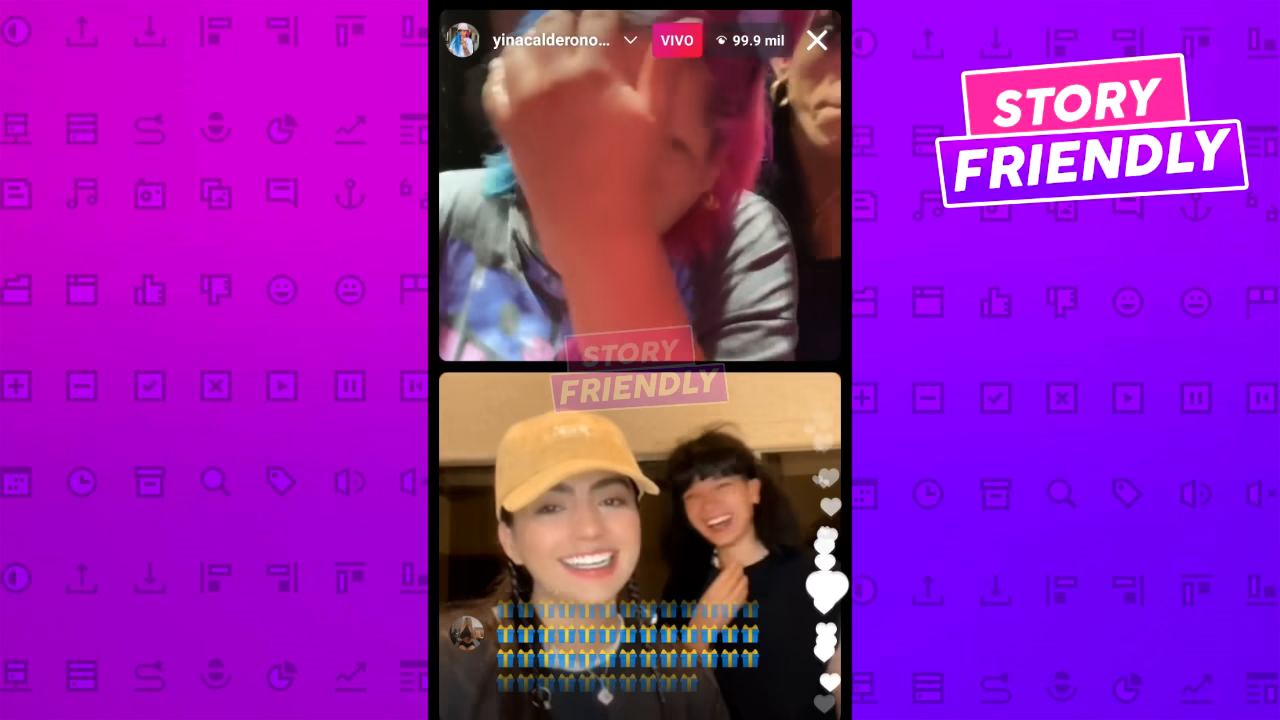 yinacalderono...
VIVO
99.9 mil
STORY
FRIENDLY
STORY
FRIENDLY